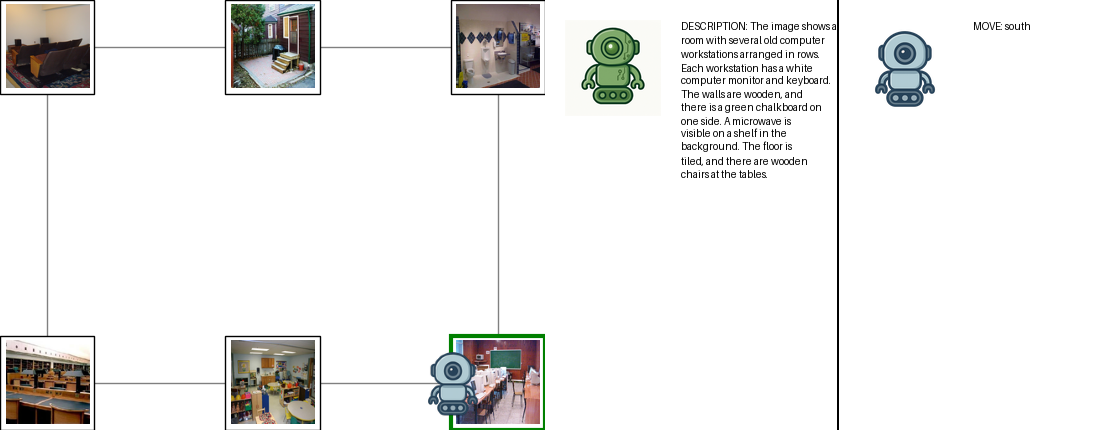 DESCRIPTION: The image shows a
room with several old computer
workstations arranged in rows.
Each workstation has a white
computer monitor and keyboard.
The walls are wooden, and
there is a green chalkboard on
one side. A microwave is
visible on a shelf in the
background. The floor is
tiled, and there are wooden
chairs at the tables.
MOVE: south